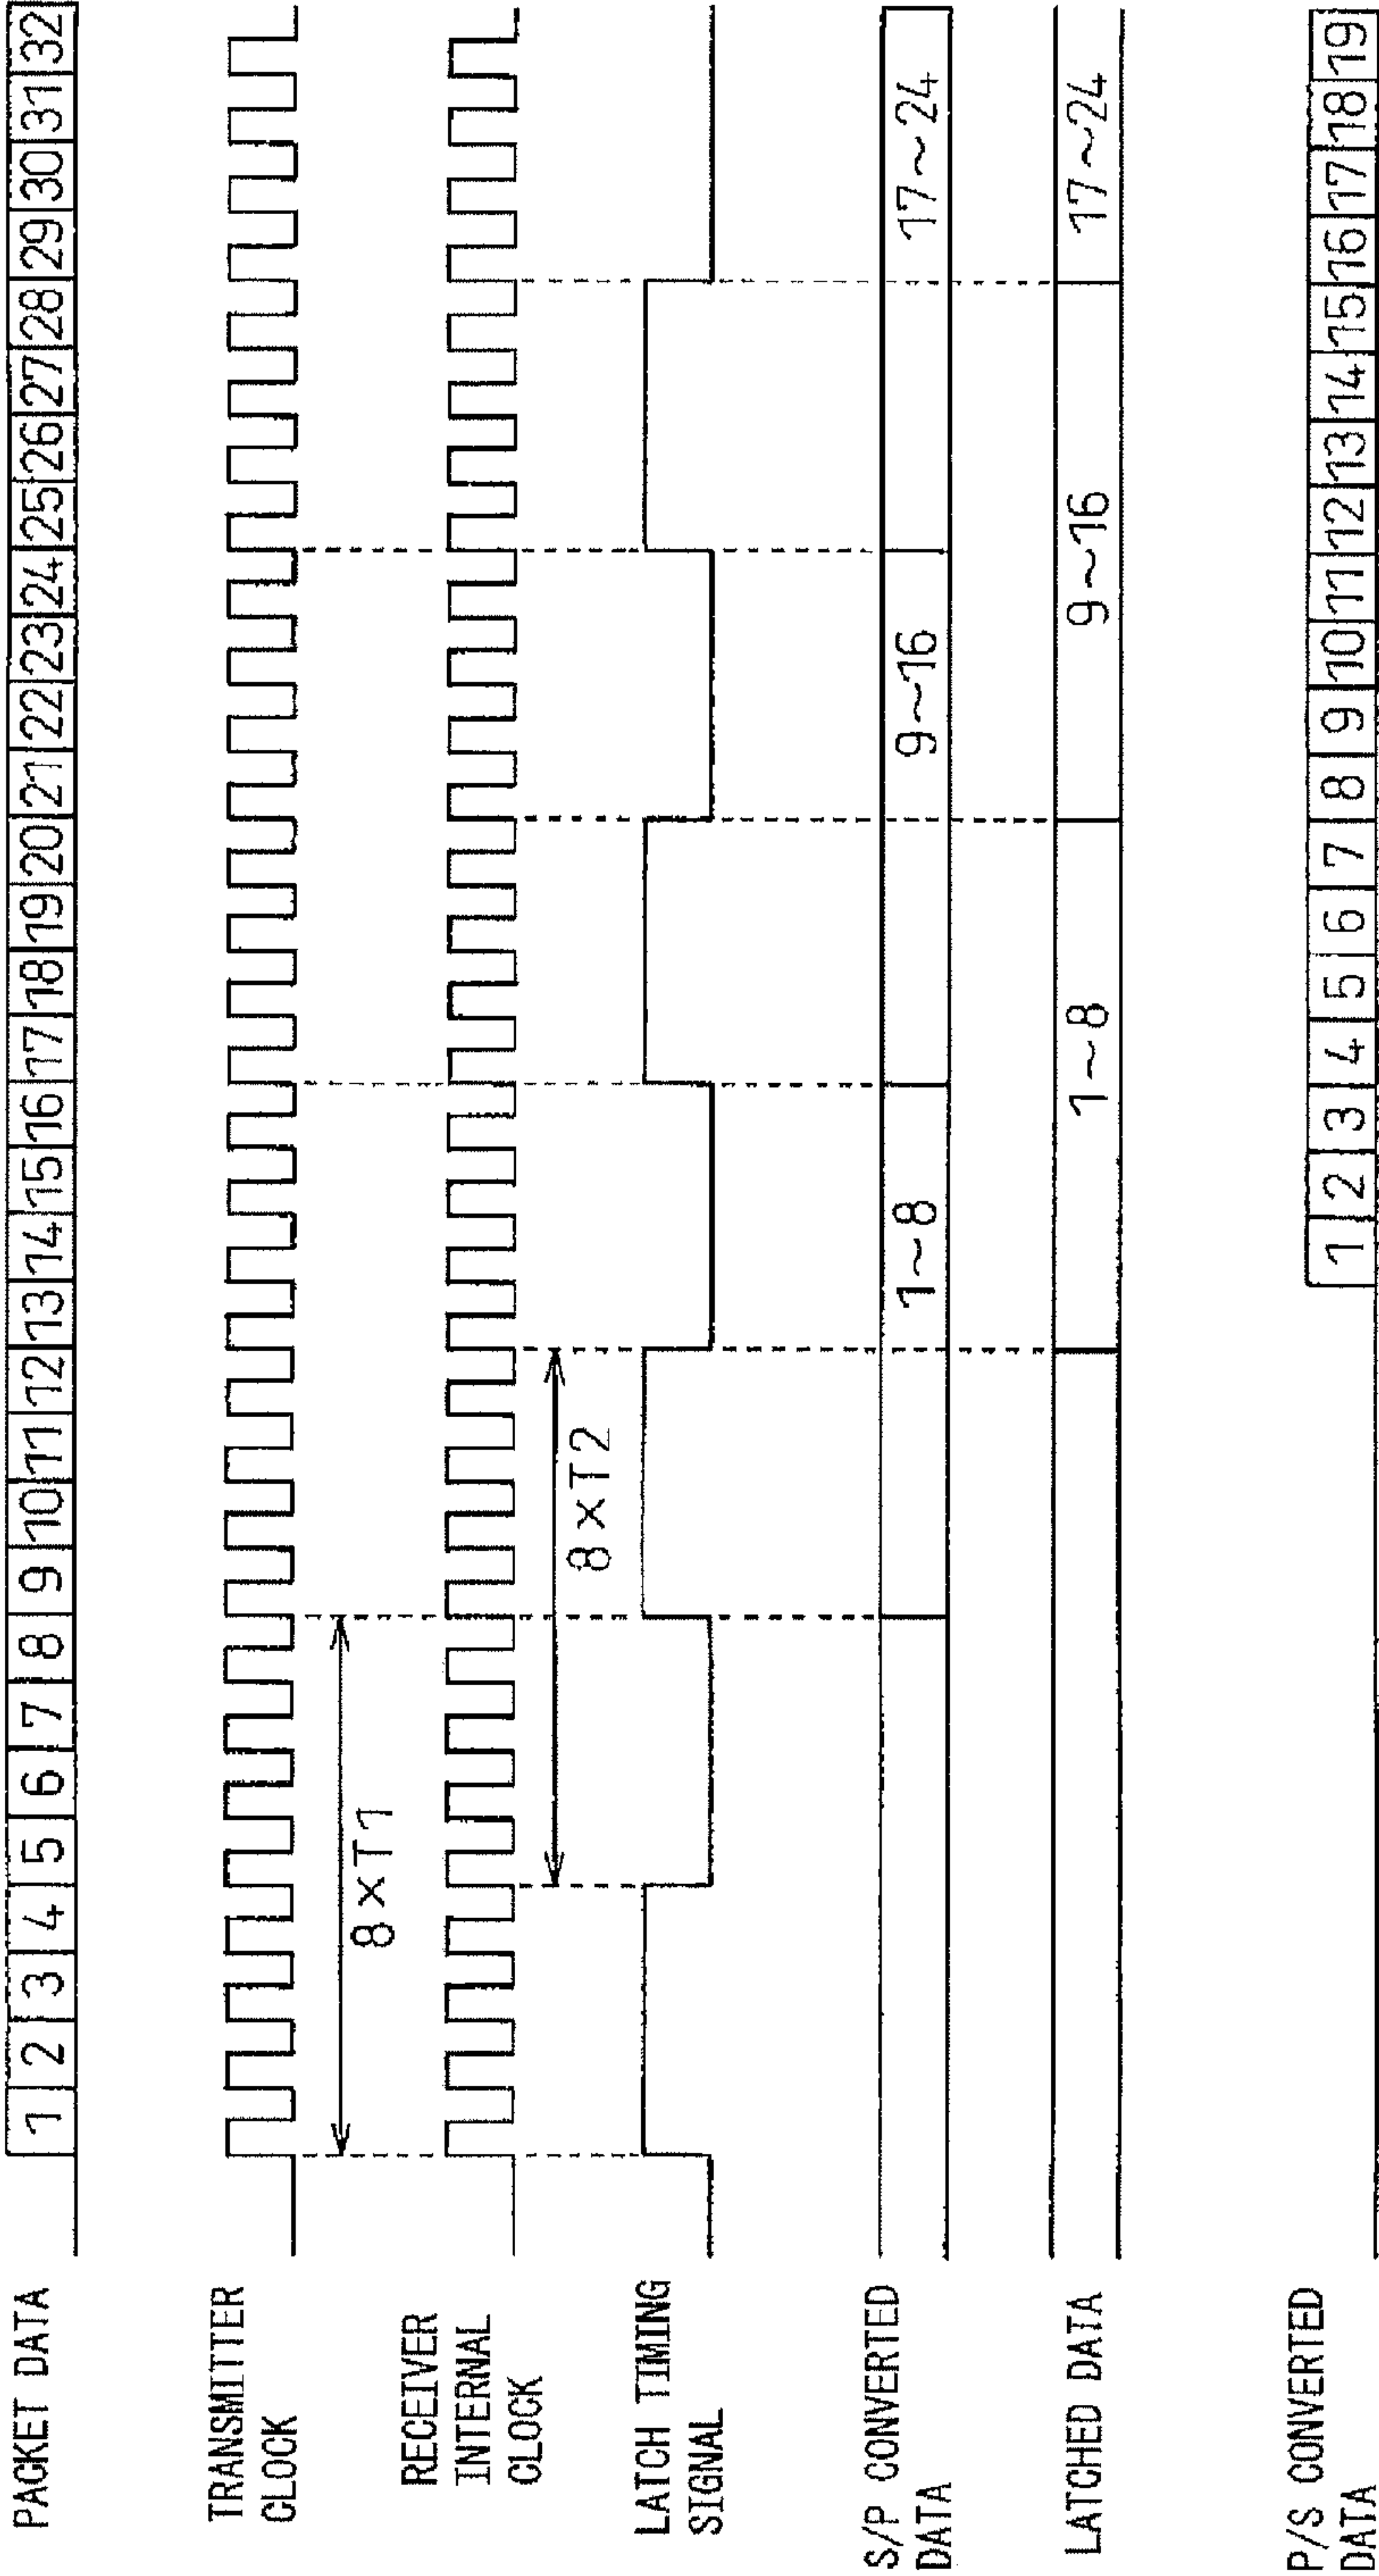 PACKET DATA
1 2 3 4 5 6 7 8 9 10 11 12 13 14 15 16 17 18 19 20 21 22 23 24 25 26 27 28 29 30 31 32
TRANSMITTER
CLOCK
8×T1
RECEIVER
INTERNAL
CLOCK
8×T2
LATCH TIMING
SIGNAL
S/P CONVERTED
DATA
1~8 9~16 17~24
LATCHED DATA
1~8 9~16 17~24
P/S CONVERTED
DATA
1 2 3 4 5 6 7 8 9 10 11 12 13 14 15 16 17 18 19